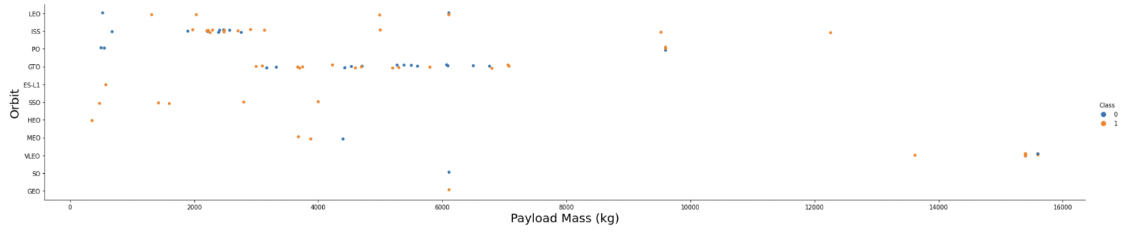 LEO
ISS
PO
GTO
ES-L1
SSO
HEO
MEO
VLEO
SO
GEO
Orbit
0
2000
4000
6000
8000
10000
12000
14000
16000
Payload Mass (kg)
Class
0
1